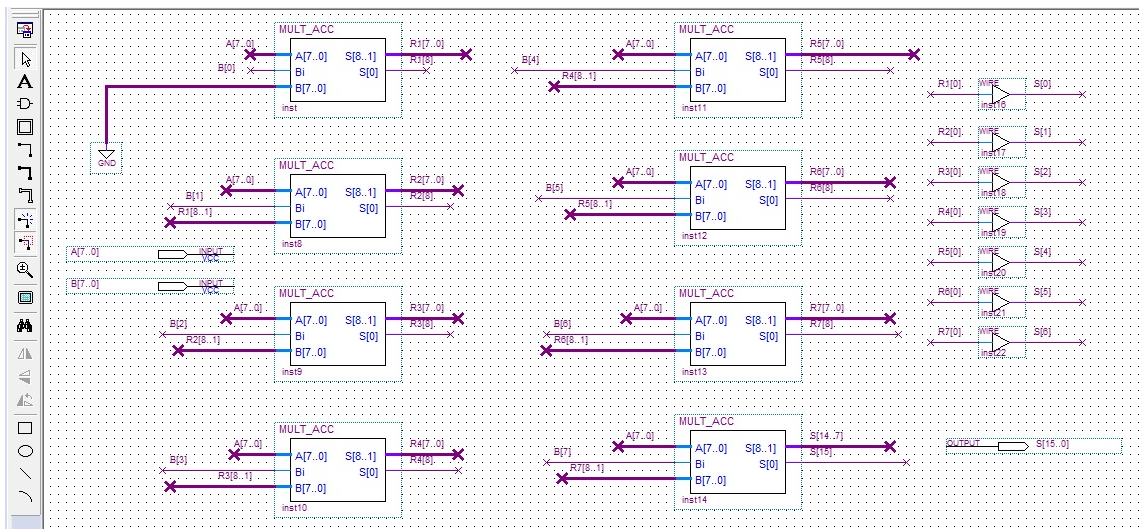 MULT_ACC
A[7..0]
B[0]
A[7..0]
Bi
B[7..0]
S[8..1]
S[0]
R1[7..0]
R1[8]
inst
GND
MULT_ACC
A[7..0]
B[1]
R1[8..1]
A[7..0]
Bi
B[7..0]
S[8..1]
S[0]
R2[7..0]
R2[8]
inst8
A[7..0]
INPUT
VCC
B[7..0]
INPUT
VCC
MULT_ACC
A[7..0]
B[2]
R2[8..1]
A[7..0]
Bi
B[7..0]
S[8..1]
S[0]
R3[7..0]
R3[8]
inst9
MULT_ACC
A[7..0]
B[3]
R3[8..1]
A[7..0]
Bi
B[7..0]
S[8..1]
S[0]
R4[7..0]
R4[8]
inst10
MULT_ACC
A[7..0]
B[4]
R4[8..1]
A[7..0]
Bi
B[7..0]
S[8..1]
S[0]
R5[7..0]
R5[8]
inst11
MULT_ACC
A[7..0]
B[5]
R5[8..1]
A[7..0]
Bi
B[7..0]
S[8..1]
S[0]
R6[7..0]
R6[8]
inst12
MULT_ACC
A[7..0]
B[6]
R6[8..1]
A[7..0]
Bi
B[7..0]
S[8..1]
S[0]
R7[7..0]
R7[8]
inst13
MULT_ACC
A[7..0]
B[7]
R7[8..1]
A[7..0]
Bi
B[7..0]
S[8..1]
S[0]
S[14..7]
S[15]
inst14
R1[0] WIRE S[0]
inst16
R2[0] WIRE S[1]
inst17
R3[0] WIRE S[2]
inst18
R4[0] WIRE S[3]
inst19
R5[0] WIRE S[4]
inst20
R6[0] WIRE S[5]
inst21
R7[0] WIRE S[6]
inst22
OUTPUT S[15..0]